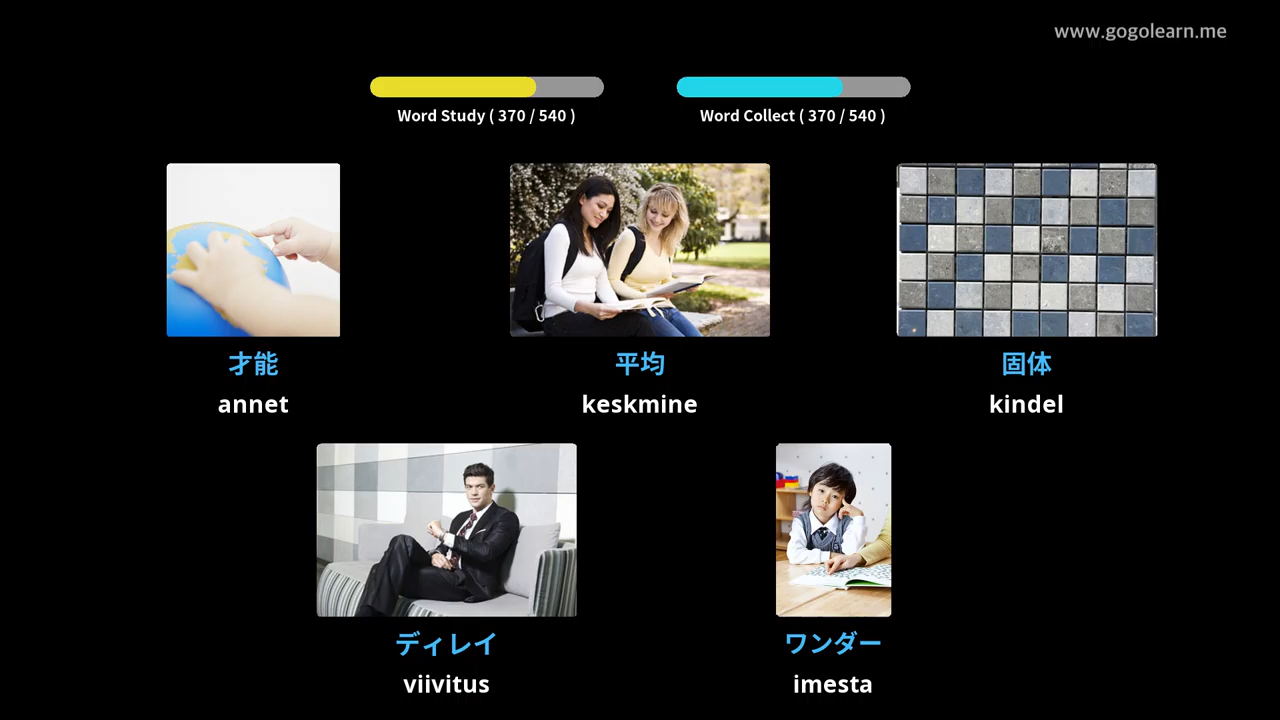 www.gogolearn.me
Word Study ( 370 / 540 )
Word Collect ( 370 / 540 )
才能
annet
平均
keskmine
固体
kindel
ディレイ
viivitus
ワンダー
imesta